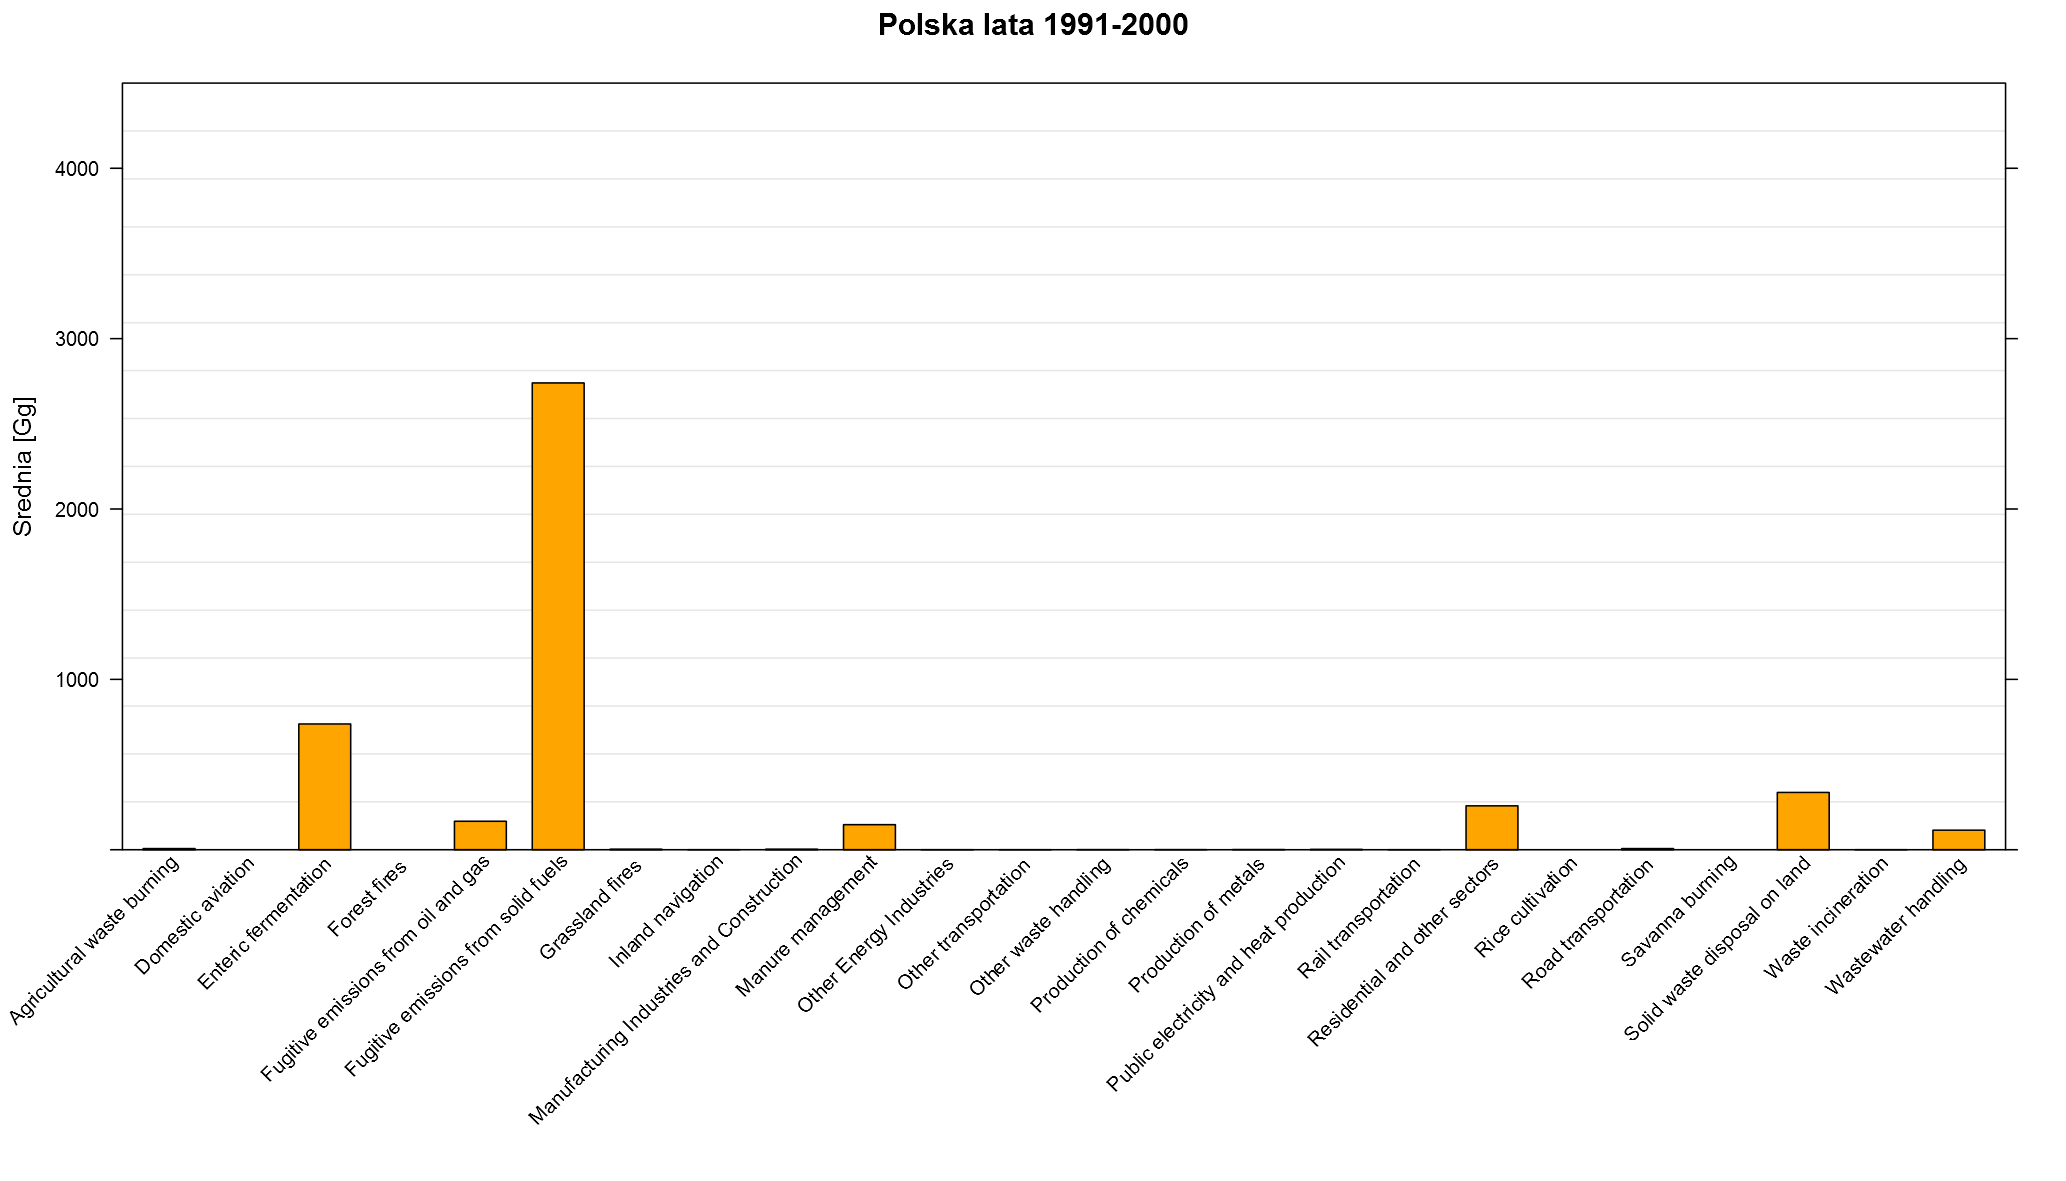 Polska lata 1991-2000
Srednia [Gg]
4000
3000
2000
1000
Agricultural waste burning
Domestic aviation
Enteric fermentation
Forest fires
Fugitive emissions from oil and gas
Fugitive emissions from solid fuels
Grassland fires
Inland navigation
Manufacturing Industries and Construction
Manure management
Other Energy Industries
Other transportation
Other waste handling
Production of chemicals
Production of metals
Public electricity and heat production
Rail transportation
Residential and other sectors
Rice cultivation
Road transportation
Savanna burning
Solid waste disposal on land
Waste incineration
Wastewater handling